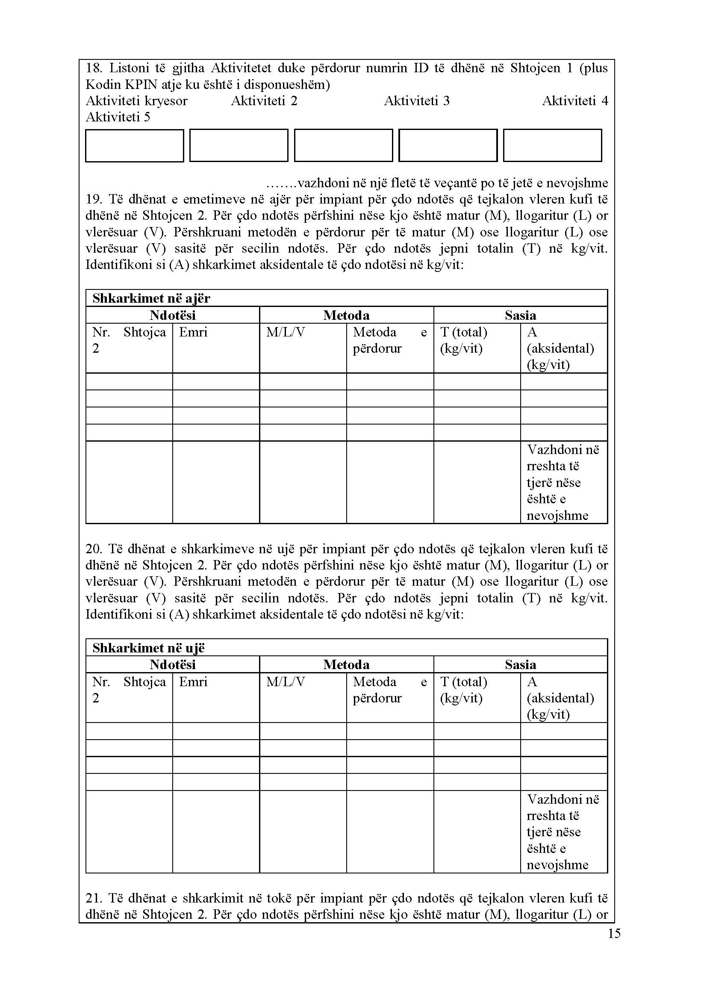 18. Listoni të gjitha Aktivitetet duke përdorur numrin ID të dhënë në Shtojcen 1 (plus
Kodin KPIN atje ku është i disponueshëm)
Aktiviteti kryesor Aktiviteti 2 Aktiviteti 3 Aktiviteti 4
Aktiviteti 5
…….vazhdoni në një fletë të veçantë po të jetë e nevojshme
19. Të dhënat e emetimeve në ajër për impiant për çdo ndotës që tejkalon vleren kufi të
dhënë në Shtojcen 2. Për çdo ndotës përfshini nëse kjo është matur (M), llogaritur (L) or
vlerësuar (V). Përshkruani metodën e përdorur për të matur (M) ose llogaritur (L) ose
vlerësuar (V) sasitë për secilin ndotës. Për çdo ndotës jepni totalin (T) në kg/vit.
Identifikoni si (A) shkarkimet aksidentale të çdo ndotësi në kg/vit:
Shkarkimet në ajër
Ndotësi Metoda Sasia
Nr. Shtojca Emri M/L/V Metoda e T (total) A
2 përdorur (kg/vit) (aksidental)
(kg/vit)
Vazhdoni në
rreshta të
tjerë nëse
është e
nevojshme
20. Të dhënat e shkarkimeve në ujë për impiant për çdo ndotës që tejkalon vleren kufi të
dhënë në Shtojcen 2. Për çdo ndotës përfshini nëse kjo është matur (M), llogaritur (L) or
vlerësuar (V). Përshkruani metodën e përdorur për të matur (M) ose llogaritur (L) ose
vlerësuar (V) sasitë për secilin ndotës. Për çdo ndotës jepni totalin (T) në kg/vit.
Identifikoni si (A) shkarkimet aksidentale të çdo ndotësi në kg/vit:
Shkarkimet në ujë
Ndotësi Metoda Sasia
Nr. Shtojca Emri M/L/V Metoda e T (total) A
2 përdorur (kg/vit) (aksidental)
(kg/vit)
Vazhdoni në
rreshta të
tjerë nëse
është e
nevojshme
21. Të dhënat e shkarkimit në tokë për impiant për çdo ndotës që tejkalon vleren kufi të
dhënë në Shtojcen 2. Për çdo ndotës përfshini nëse kjo është matur (M), llogaritur (L) or
15